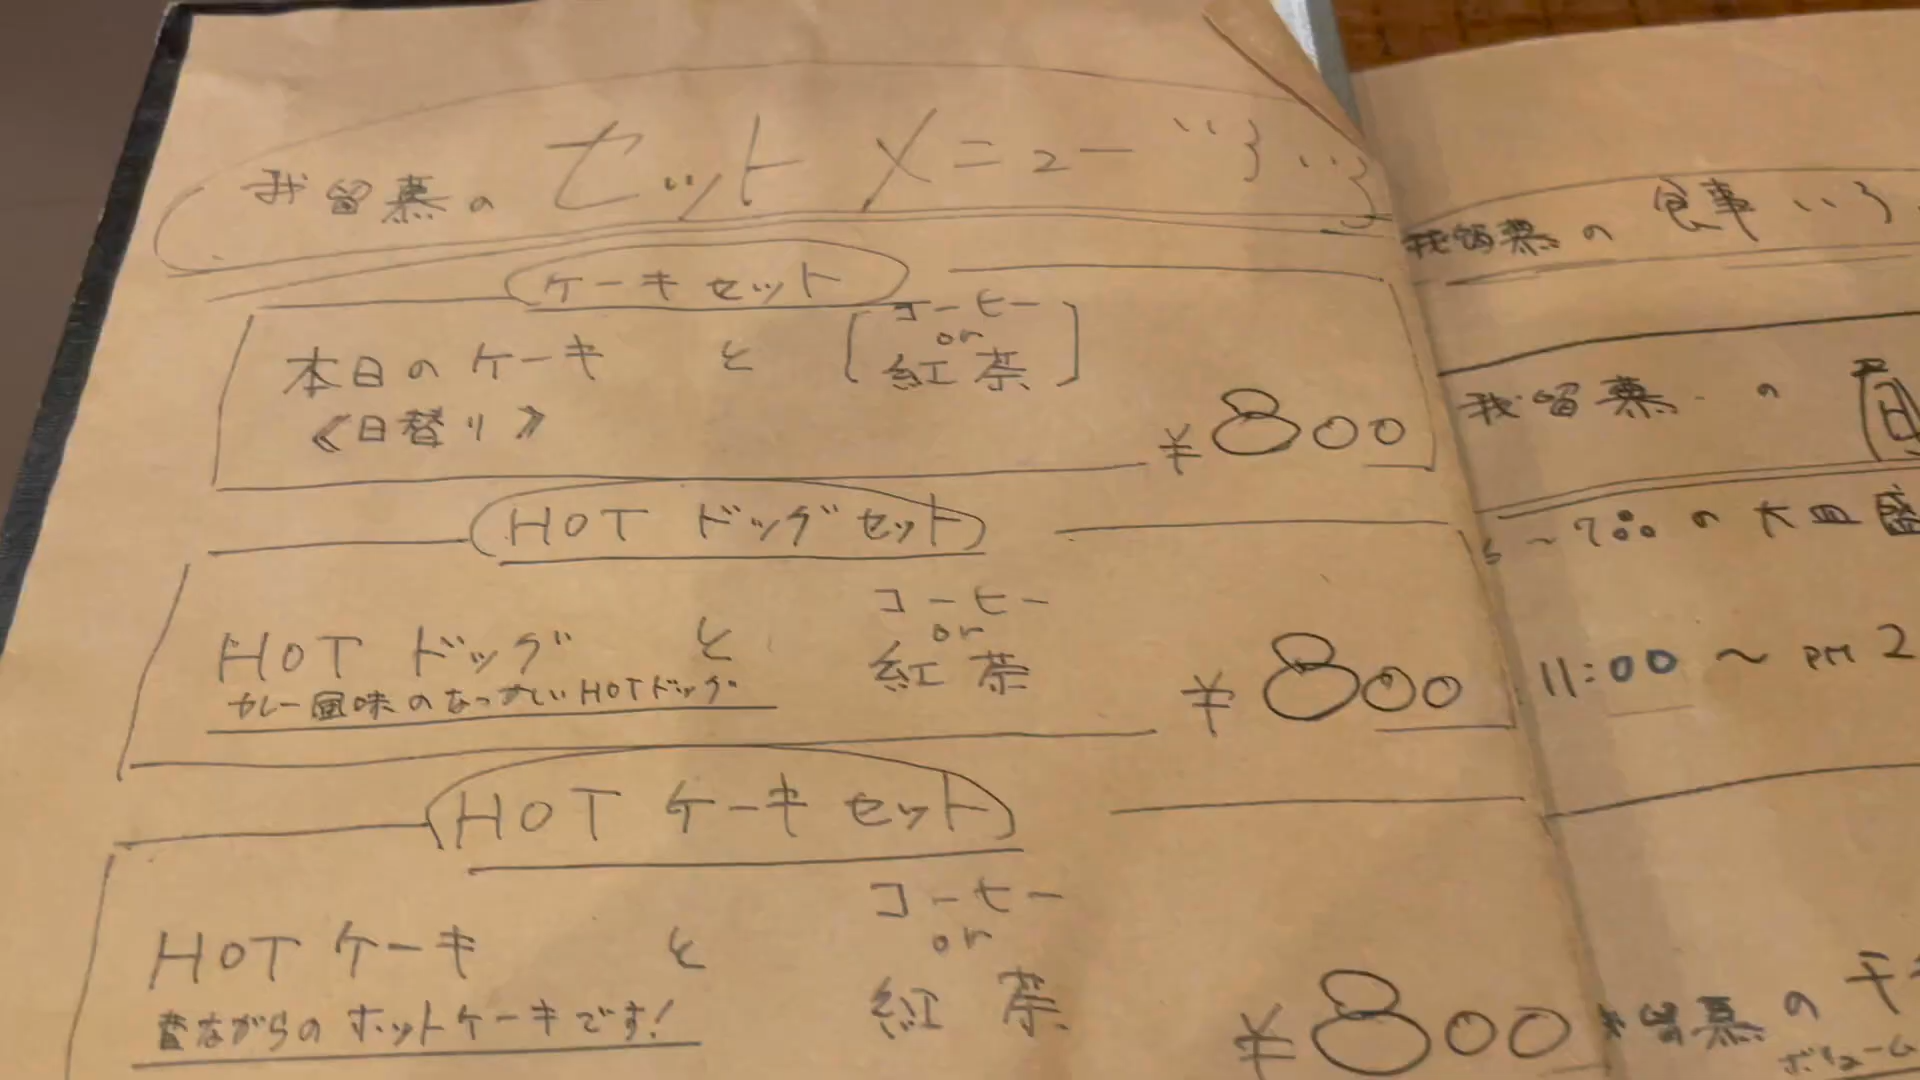 我留慕の セットメニュー いろいろ
ケーキセット
本日のケーキ と [コーヒー or 紅茶]
《日替り》
¥800
HOT ドッグセット
HOT ドッグ と コーヒー or 紅茶
カレー風味のなつかしいHOTドッグ
¥800
HOT ケーキセット
HOT ケーキ と コーヒー or 紅茶
昔ながらのホットケーキです!
¥800
我留慕の 食事 いろ
我留慕の
の大皿盛
11:00 〜 PM 2
留慕の
ボリューム